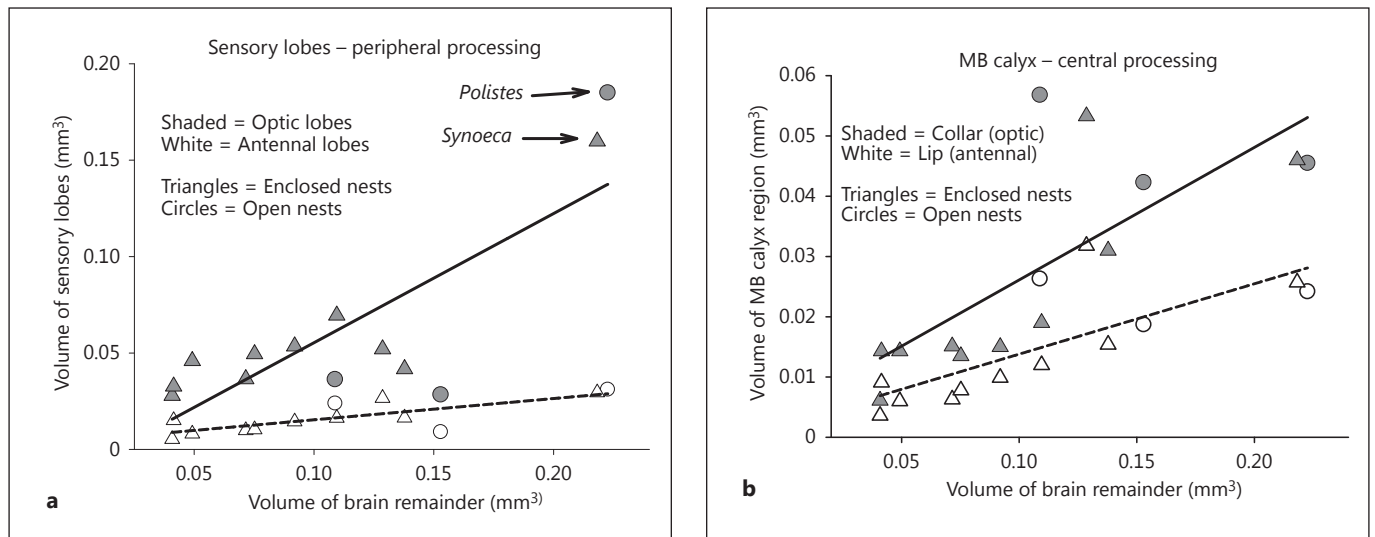 Sensory lobes – peripheral processing
0.20
0.15
0.10
0.05
0
Volume of sensory lobes (mm³)
Polistes
Synoeca
Shaded = Optic lobes
White = Antennal lobes
Triangles = Enclosed nests
Circles = Open nests
0.05 0.10 0.15 0.20
Volume of brain remainder (mm³⁾
a
MB calyx – central processing
0.06
0.05
0.04
0.03
0.02
0.01
0
Volume of MB calyx region (mm³)
Shaded = Collar (optic)
White = Lip (antennal)
Triangles = Enclosed nests
Circles = Open nests
0.05 0.10 0.15 0.20
Volume of brain remainder (mm³⁾
b